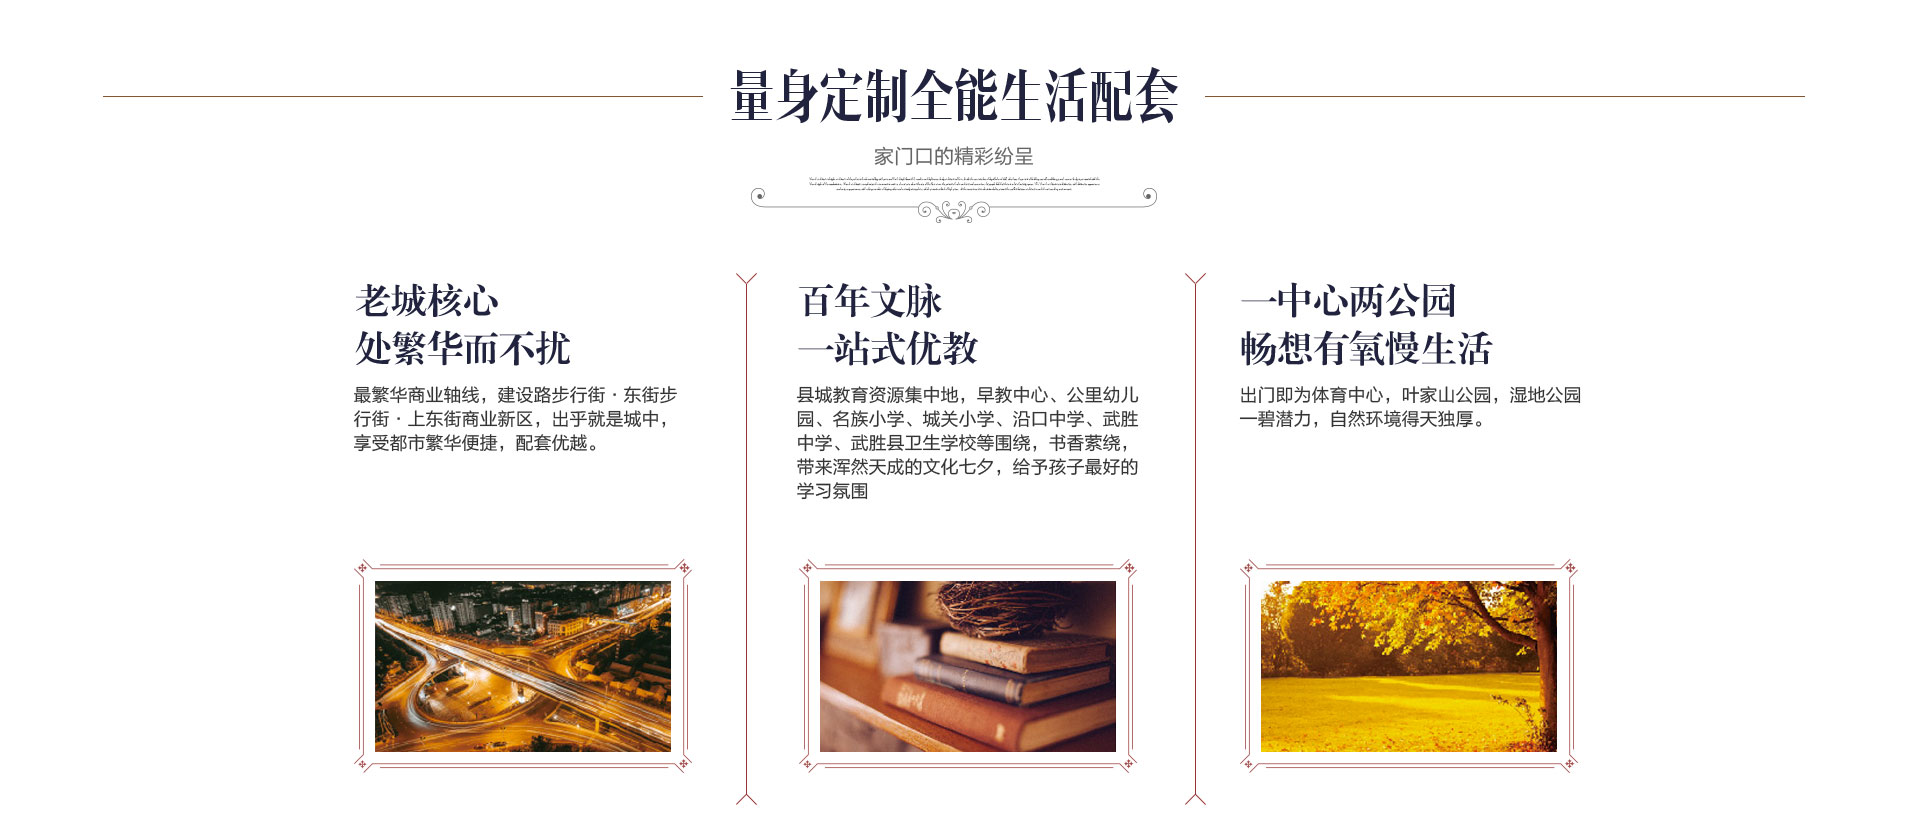 量身定制全能生活配套
家门口的精彩纷呈
老城核心
处繁华而不扰
最繁华商业轴线，建设路步行街·东街步
行街·上东街商业新区，出乎就是城中，
享受都市繁华便捷，配套优越。
百年文脉
一站式优教
县城教育资源集中地，早教中心、公里幼儿
园、名族小学、城关小学、沿口中学、武胜
中学、武胜县卫生学校等围绕，书香萦绕，
带来浑然天成的文化七夕，给予孩子最好的
学习氛围
一中心两公园
畅想有氧慢生活
出门即为体育中心，叶家山公园，湿地公园
一碧潜力，自然环境得天独厚。